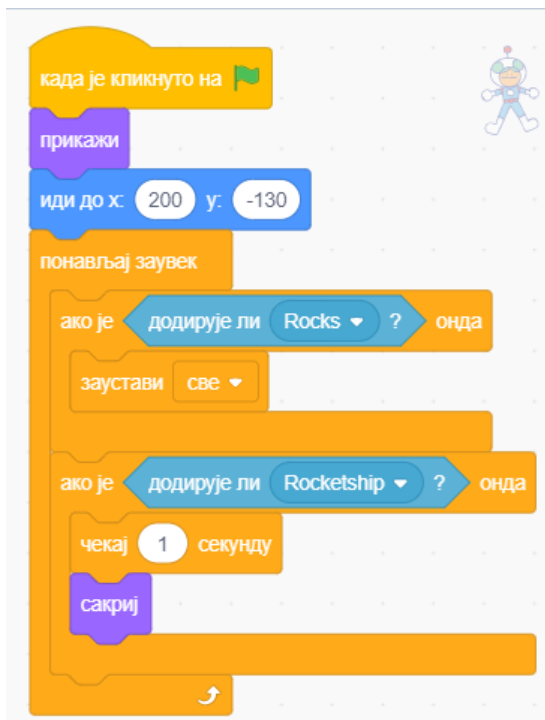 када је кликнуто на
прикажи
иди до x: 200 y: -130
понављај заувек
ако је додирује ли Rocks ? онда
заустави све
ако је додирује ли Rocketship ? онда
чекај 1 секунду
сакриј